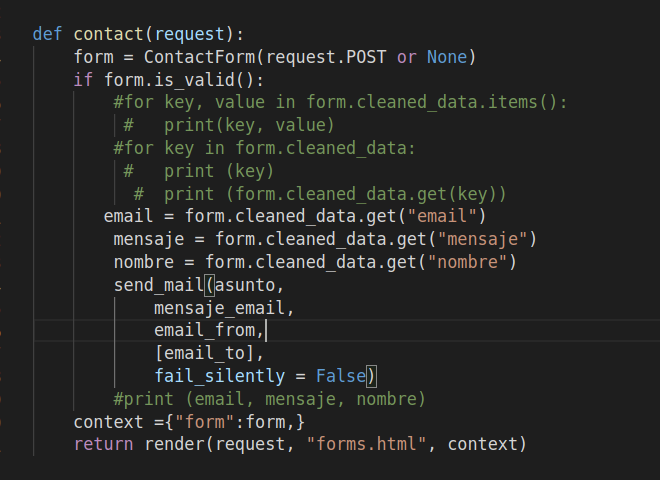 def contact(request):
    form = ContactForm(request.POST or None)
    if form.is_valid():
        #for key, value in form.cleaned_data.items():
         #   print(key, value)
        #for key in form.cleaned_data:
         #   print (key)
          #  print (form.cleaned_data.get(key))
       email = form.cleaned_data.get("email")
        mensaje = form.cleaned_data.get("mensaje")
        nombre = form.cleaned_data.get("nombre")
        send_mail(asunto,
            mensaje_email,
            email_from,
            [email_to],
            fail_silently = False)
        #print (email, mensaje, nombre)
    context ={"form":form,}
    return render(request, "forms.html", context)